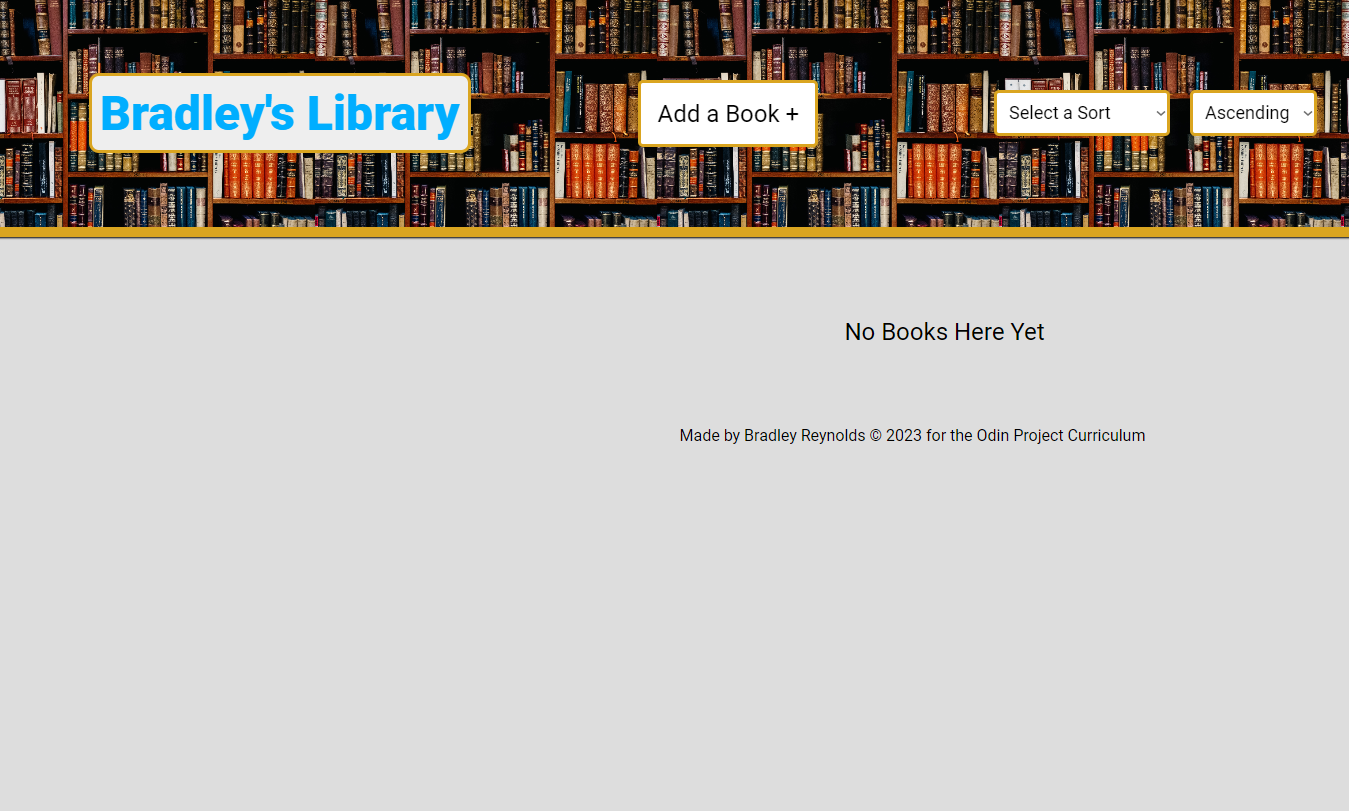 Bradley's Library
Add a Book +
Select a Sort
Ascending
No Books Here Yet
Made by Bradley Reynolds © 2023 for the Odin Project Curriculum